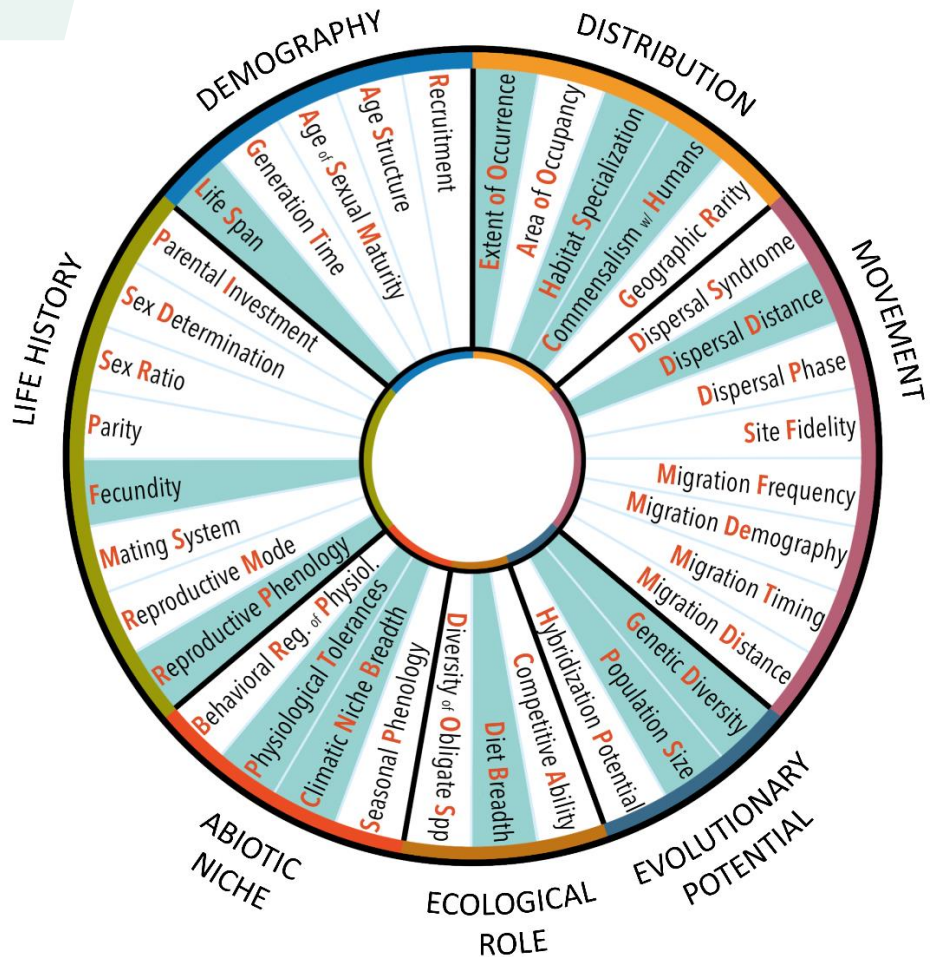 DEMOGRAPHY
DISTRIBUTION
MOVEMENT
EVOLUTIONARY
POTENTIAL
ECOLOGICAL
ROLE
ABIOTIC
NICHE
LIFE HISTORY
Extent of Occurrence
Area of Occupancy
Habitat Specialization
Commensalism w/ Humans
Geographic Rarity
Dispersal Syndrome
Dispersal Distance
Dispersal Phase
Site Fidelity
Migration Frequency
Migration Demography
Migration Timing
Migration Distance
Genetic Diversity
Population Size
Hybridization Potential
Competitive Ability
Diet Breadth
Diversity of Obligate Spp
Seasonal Phenology
Climatic Niche Breadth
Physiological Tolerances
Behavioral Reg. of Physiol.
Reproductive Phenology
Reproductive Mode
Mating System
Fecundity
Parity
Sex Ratio
Sex Determination
Parental Investment
Life Span
Generation Time
Age of Sexual Maturity
Age Structure
Recruitment